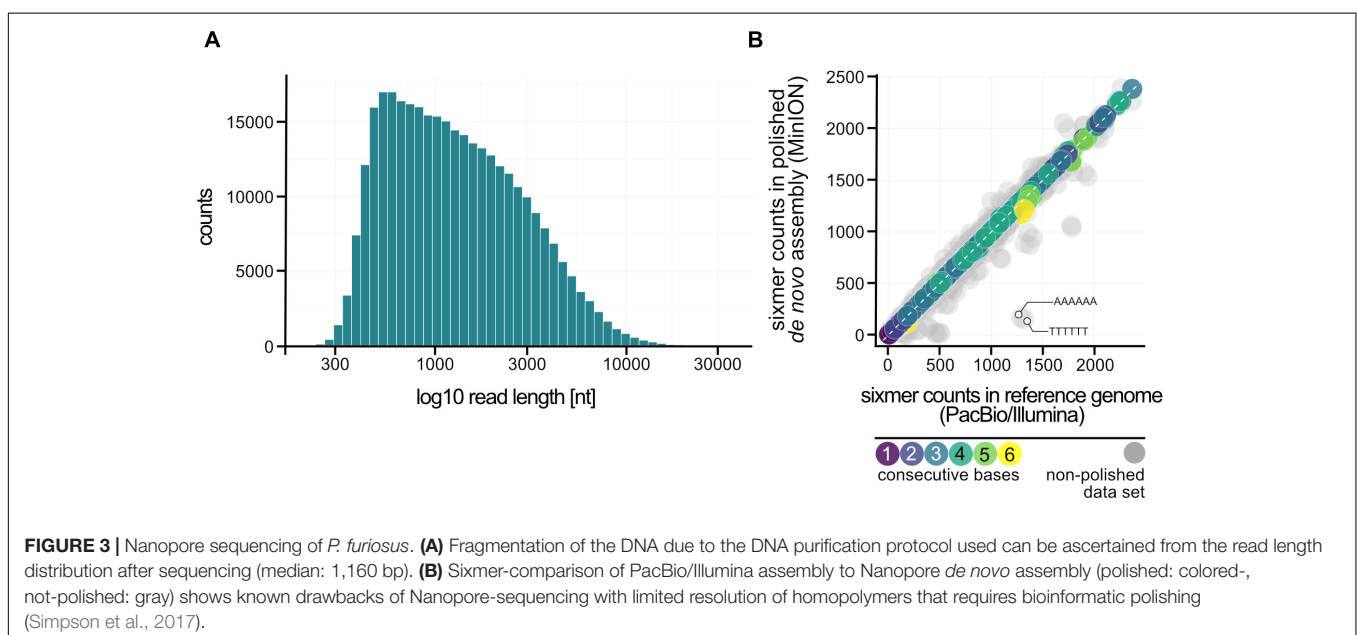 A
B
counts
15000
10000
5000
0
300
1000
3000
10000
30000
log10 read length [nt]
sixmer counts in polished
de novo assembly (MinION)
2500
2000
1500
1000
500
0
AAAAAA
TTTTTT
0
500
1000
1500
2000
sixmer counts in reference genome
(PacBio/Illumina)
1 2 3 4 5 6
consecutive bases
non-polished
data set
FIGURE 3 | Nanopore sequencing of P. furiosus. (A) Fragmentation of the DNA due to the DNA purification protocol used can be ascertained from the read length
distribution after sequencing (median: 1,160 bp). (B) Sixmer-comparison of PacBio/Illumina assembly to Nanopore de novo assembly (polished: colored-,
not-polished: gray) shows known drawbacks of Nanopore-sequencing with limited resolution of homopolymers that requires bioinformatic polishing
(Simpson et al., 2017).